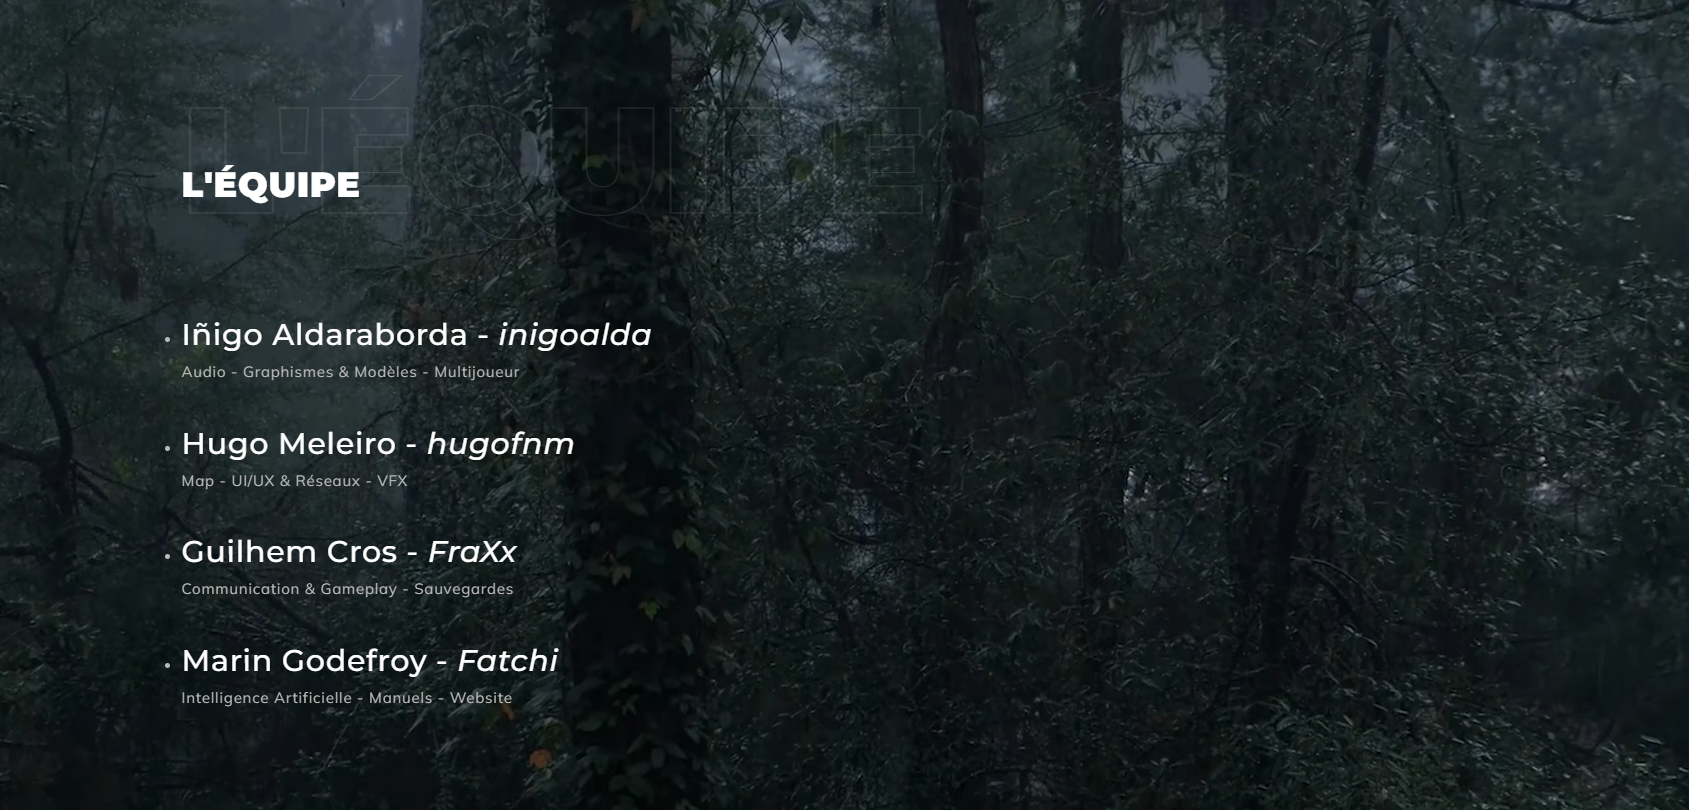 L'ÉQUIPE
L'ÉQUIPE
Iñigo Aldaraborda - inigoalda
Audio - Graphismes & Modèles - Multijoueur
Hugo Meleiro - hugofnm
Map - UI/UX & Réseaux - VFX
Guilhem Cros - FraXx
Communication & Gameplay - Sauvegardes
Marin Godefroy - Fatchi
Intelligence Artificielle - Manuels - Website